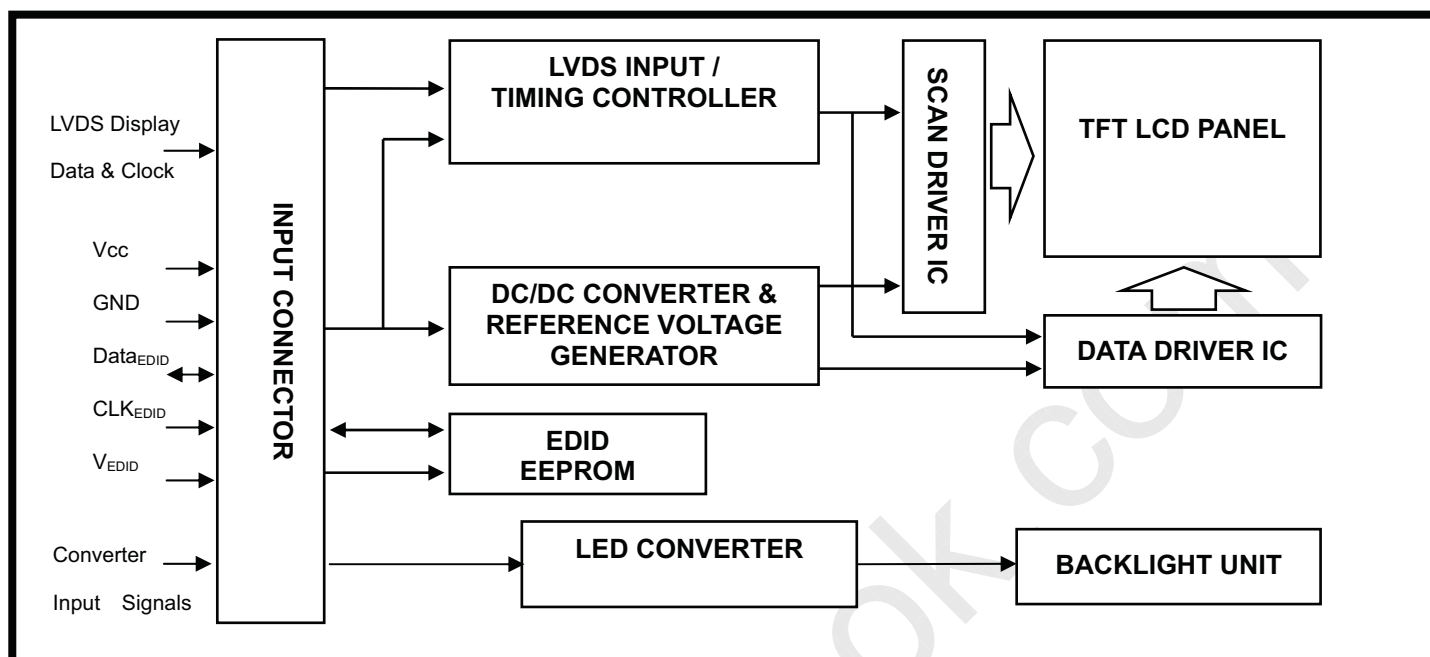 LVDS Display
Data & Clock
Vcc
GND
DataEDID
CLKEDID
VEDID
Converter
Input Signals
INPUT CONNECTOR
LVDS INPUT /
TIMING CONTROLLER
DC/DC CONVERTER &
REFERENCE VOLTAGE
GENERATOR
EDID
EEPROM
LED CONVERTER
SCAN DRIVER IC
TFT LCD PANEL
DATA DRIVER IC
BACKLIGHT UNIT
ok com